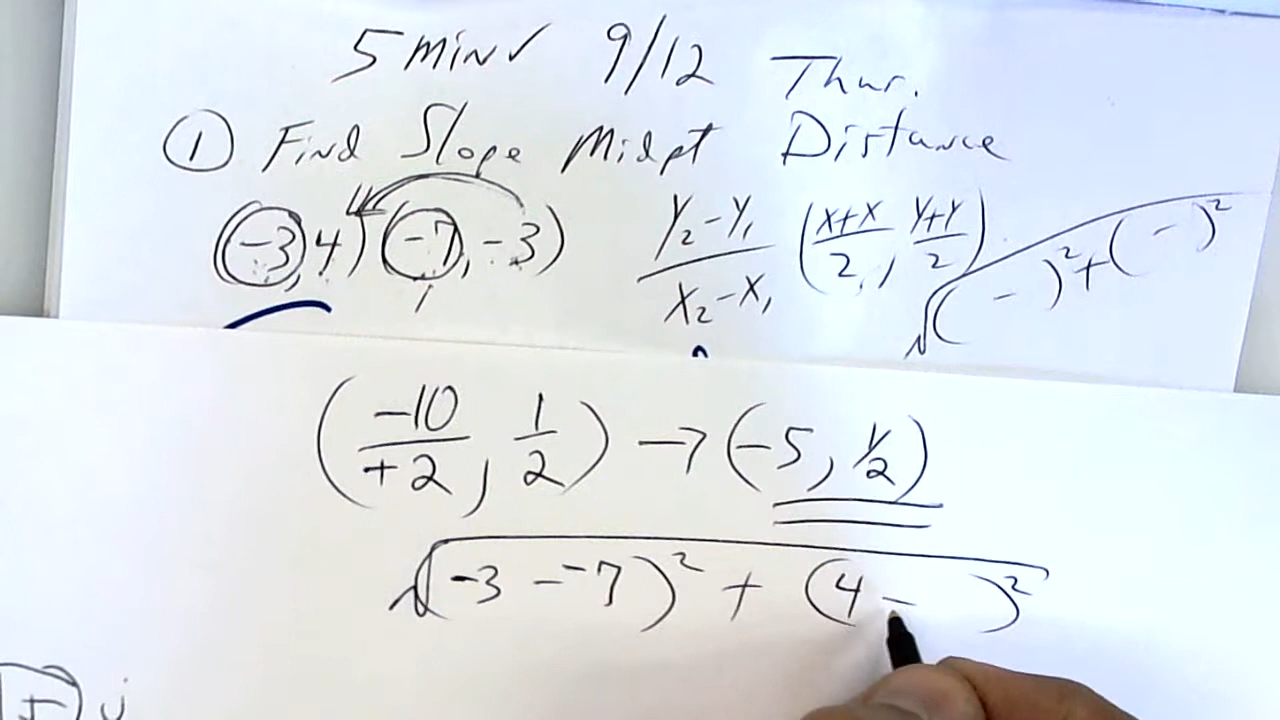 5 min ✓ 9/12 Thur.
① Find Slope Midpt Distance
(-3, 4) (-7, -3) y₂-y₁/x₂-x₁ (x+x/2, y+y/2) √( - )²+( - )²
(-10/+2, 1/2) → (-5, 1/2)
√-3 - -7)² + (4 - )²